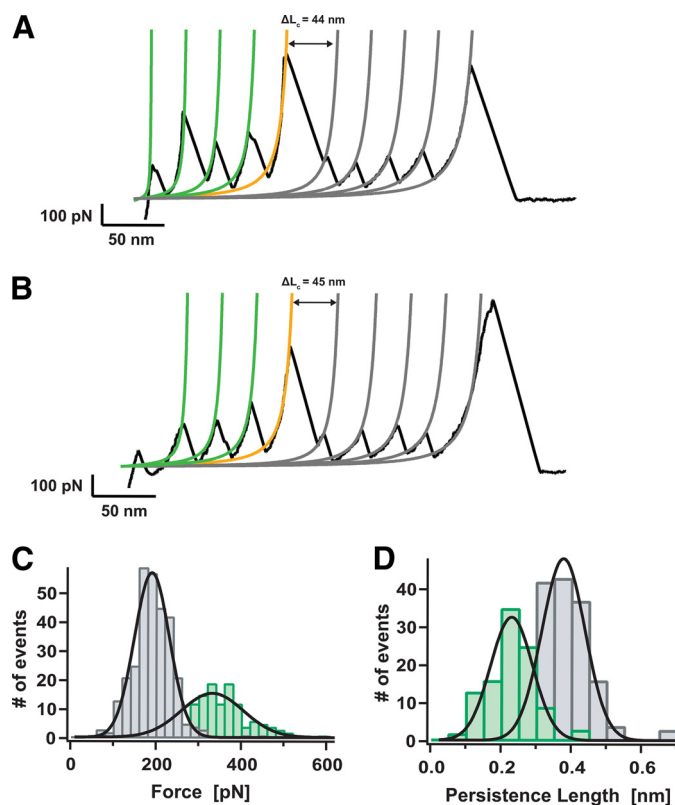 A
ΔLc = 44 nm
100 pN
50 nm
B
ΔLc = 45 nm
100 pN
50 nm
C
# of events
50
40
30
20
10
0
0
200
400
600
Force [pN]
D
# of events
40
30
20
10
0
0.0
0.2
0.4
0.6
Persistence Length [nm]